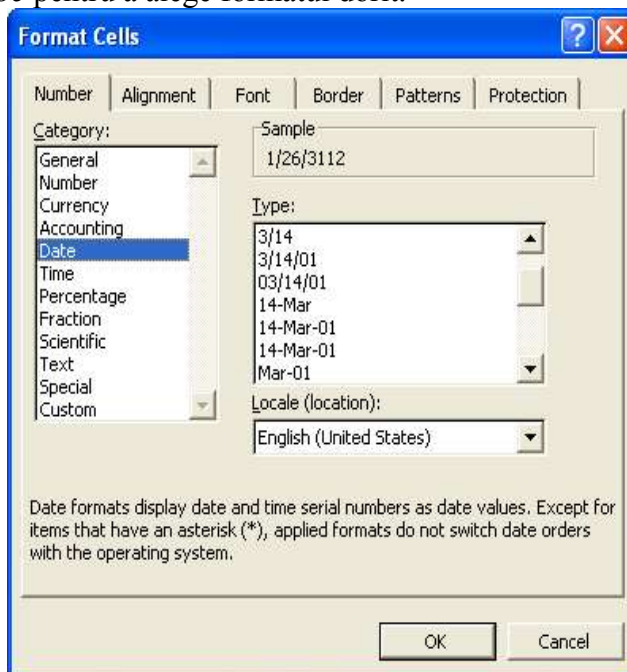 pentru a alege formatul dorit.
Format Cells
Number Alignment Font Border Patterns Protection
Category:
General
Number
Currency
Accounting
Date
Time
Percentage
Fraction
Scientific
Text
Special
Custom
Sample
1/26/3112
Type:
3/14
3/14/01
03/14/01
14-Mar
14-Mar-01
14-Mar-01
Mar-01
Locale (location):
English (United States)
Date formats display date and time serial numbers as date values. Except for
items that have an asterisk (*), applied formats do not switch date orders
with the operating system.
OK Cancel